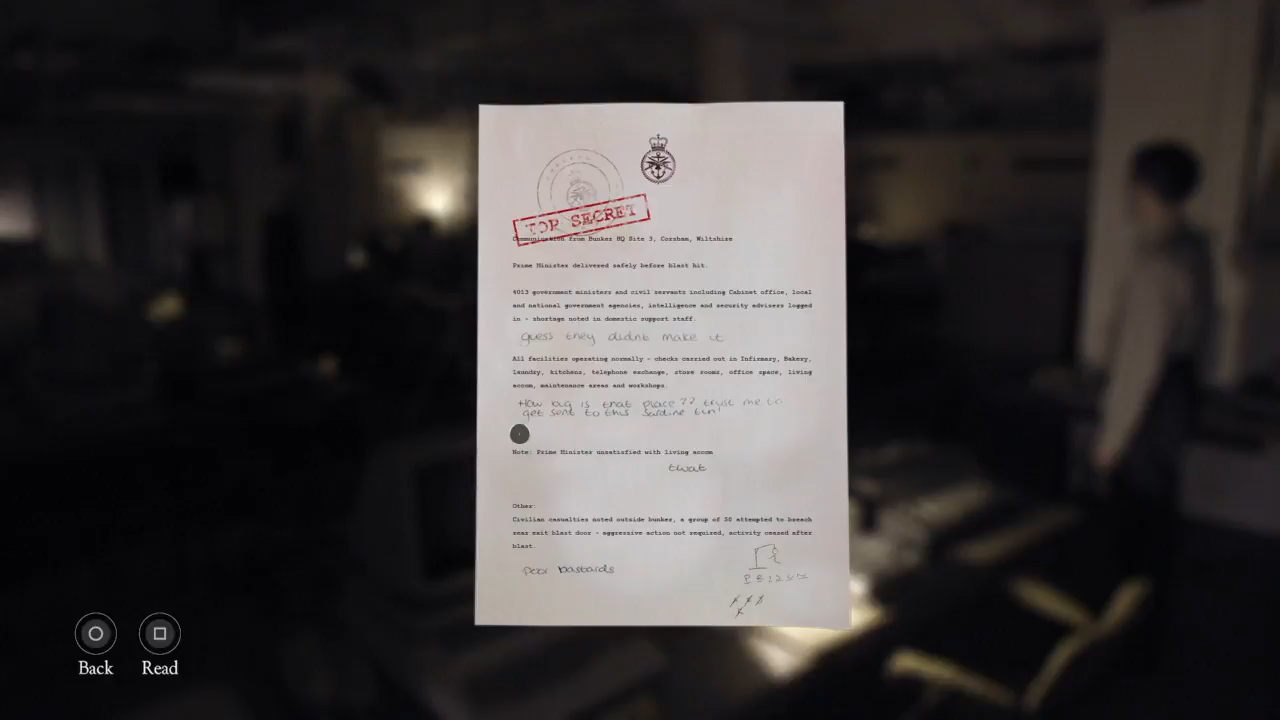 TOP SECRET
Communication from Bunker HQ Site 3, Corsham, Wiltshire
Prime Minister delivered safely before blast hit.
4013 government ministers and civil servants including Cabinet office, local
and national government agencies, intelligence and security advisers logged
in - shortage noted in domestic support staff.
guess they didnt make it
All facilities operating normally - checks carried out in Infirmary, Bakery,
laundry, kitchens, telephone exchange, store rooms, office space, living
accom, maintenance areas and workshops.
How big is that place?? trust me to
get sent to this sardine tin!
Note: Prime Minister unsatisfied with living accom
twat
Other:
Civilian casualties noted outside bunker, a group of 50 attempted to breach
rear exit blast door - aggressive action not required, activity ceased after
blast.
poor bastards
Back
Read